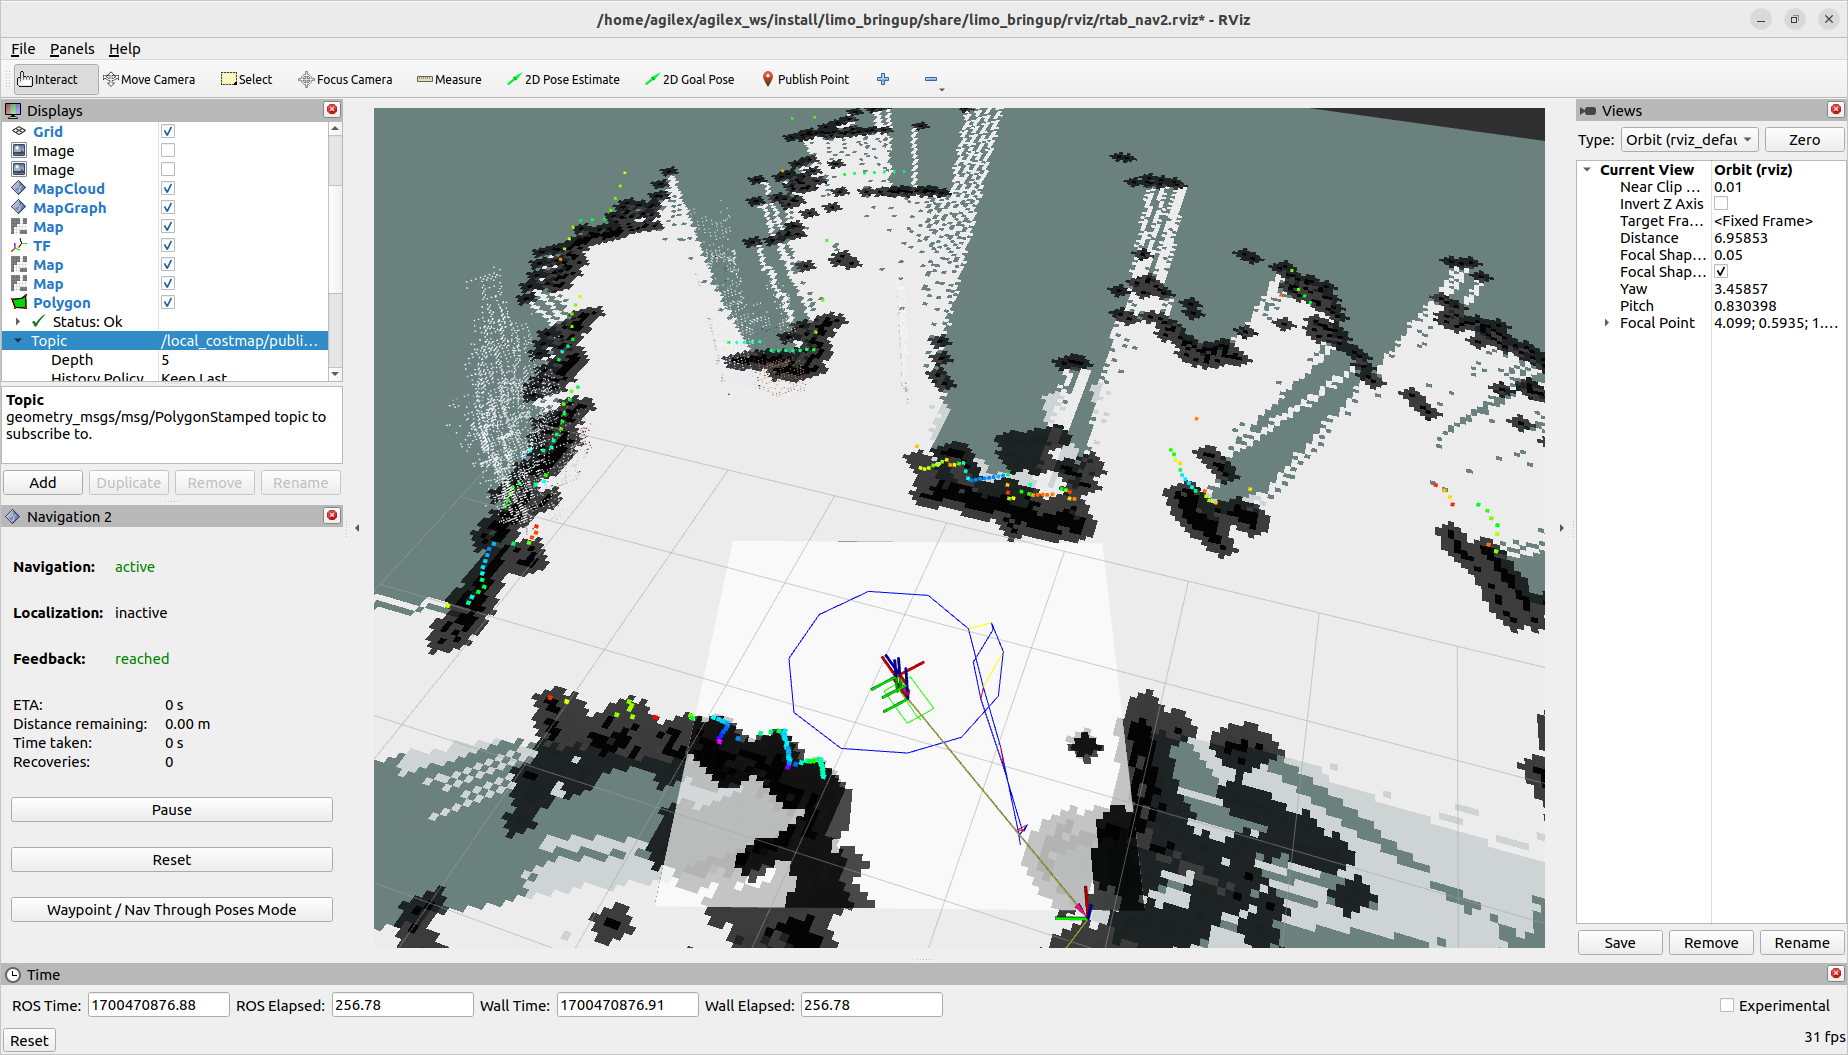 /home/agilex/agilex_ws/install/limo_bringup/share/limo_bringup/rviz/rtab_nav2.rviz* - RViz
File Panels Help
Interact Move Camera Select Focus Camera Measure 2D Pose Estimate 2D Goal Pose Publish Point
Displays
Grid
Image
Image
MapCloud
MapGraph
Map
TF
Map
Map
Polygon
Status: Ok
Topic /local_costmap/publi...
Depth 5
History Policy Keep Last
Topic
geometry_msgs/msg/PolygonStamped topic to
subscribe to.
Add Duplicate Remove Rename
Navigation 2
Navigation: active
Localization: inactive
Feedback: reached
ETA: 0 s
Distance remaining: 0.00 m
Time taken: 0 s
Recoveries: 0
Pause
Reset
Waypoint / Nav Through Poses Mode
Views
Type: Orbit (rviz_defau Zero
Current View Orbit (rviz)
Near Clip ... 0.01
Invert Z Axis
Target Fra... <Fixed Frame>
Distance 6.95853
Focal Shap... 0.05
Focal Shap...
Yaw 3.45857
Pitch 0.830398
Focal Point 4.099; 0.5935; 1....
Save Remove Rename
Time
ROS Time: 1700470876.88 ROS Elapsed: 256.78 Wall Time: 1700470876.91 Wall Elapsed: 256.78 Experimental
Reset 31 fps